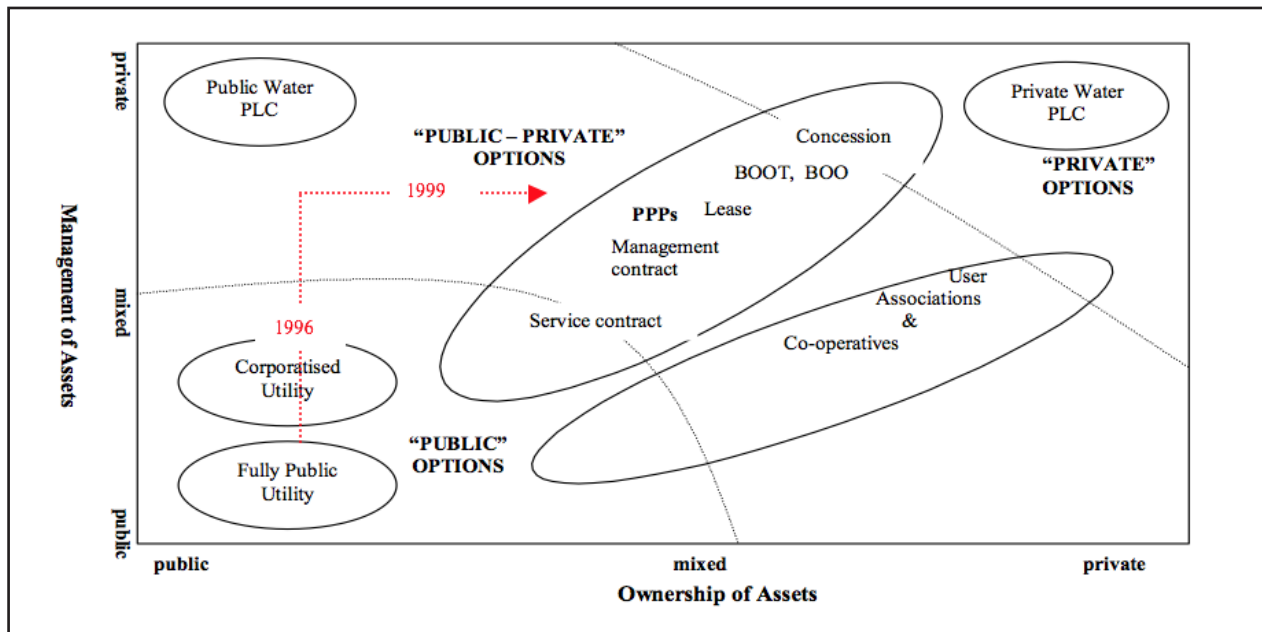 private
Public Water
PLC
Private Water
PLC
“PUBLIC – PRIVATE”
OPTIONS
Concession
“PRIVATE”
OPTIONS
BOOT, BOO
1999
PPPs
Lease
Management
contract
Management of Assets
mixed
User
Associations
&
Co-operatives
Service contract
1996
Corporatised
Utility
“PUBLIC”
OPTIONS
Fully Public
Utility
public
public
mixed
private
Ownership of Assets